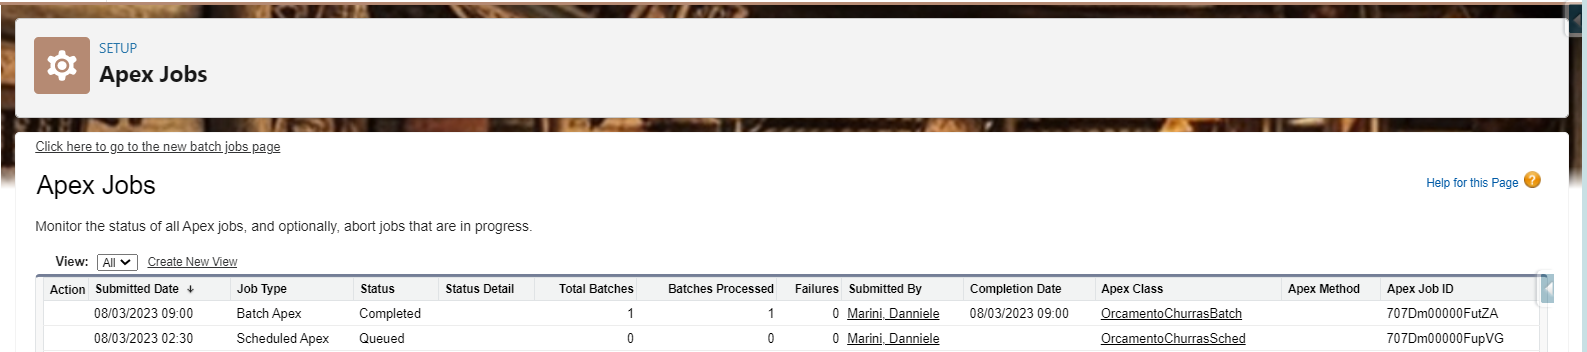 SETUP
Apex Jobs
Click here to go to the new batch jobs page
Apex Jobs
Help for this Page ?
Monitor the status of all Apex jobs, and optionally, abort jobs that are in progress.
View: All Create New View
Action Submitted Date ↓ Job Type Status Status Detail Total Batches Batches Processed Failures Submitted By Completion Date Apex Class Apex Method Apex Job ID
08/03/2023 09:00 Batch Apex Completed 1 1 0 Marini, Danniele 08/03/2023 09:00 OrcamentoChurrasBatch 707Dm00000FutZA
08/03/2023 02:30 Scheduled Apex Queued 0 0 0 Marini, Danniele OrcamentoChurrasSched 707Dm00000FupVG